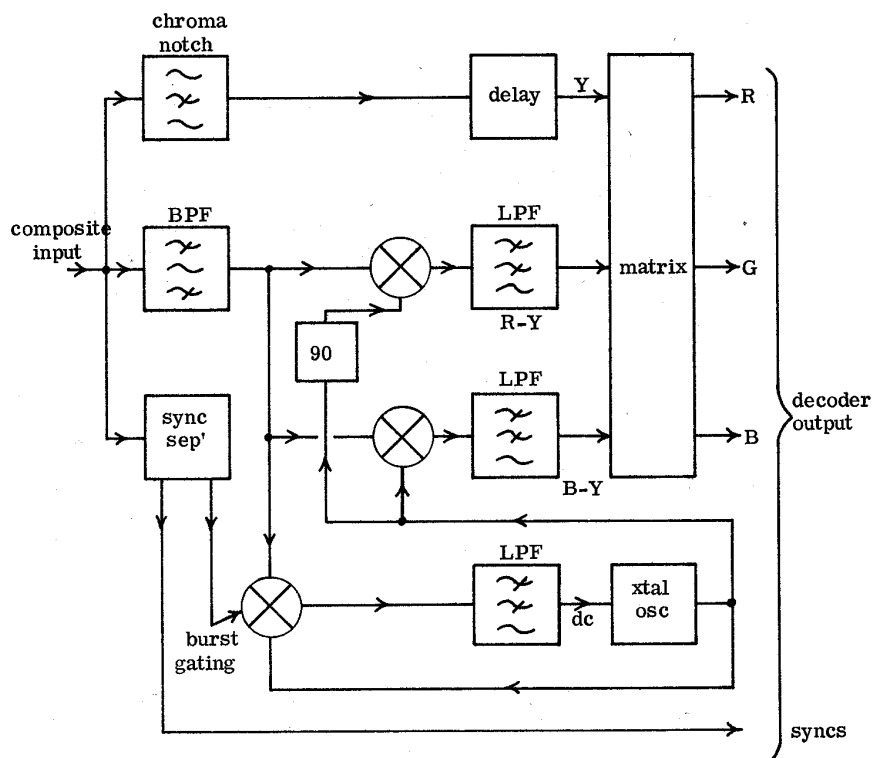 chroma
notch
delay
Y
R
BPF
LPF
composite
input
matrix
G
R-Y
90
LPF
sync
sep'
decoder
output
B
B-Y
LPF
xtal
osc
dc
burst
gating
syncs